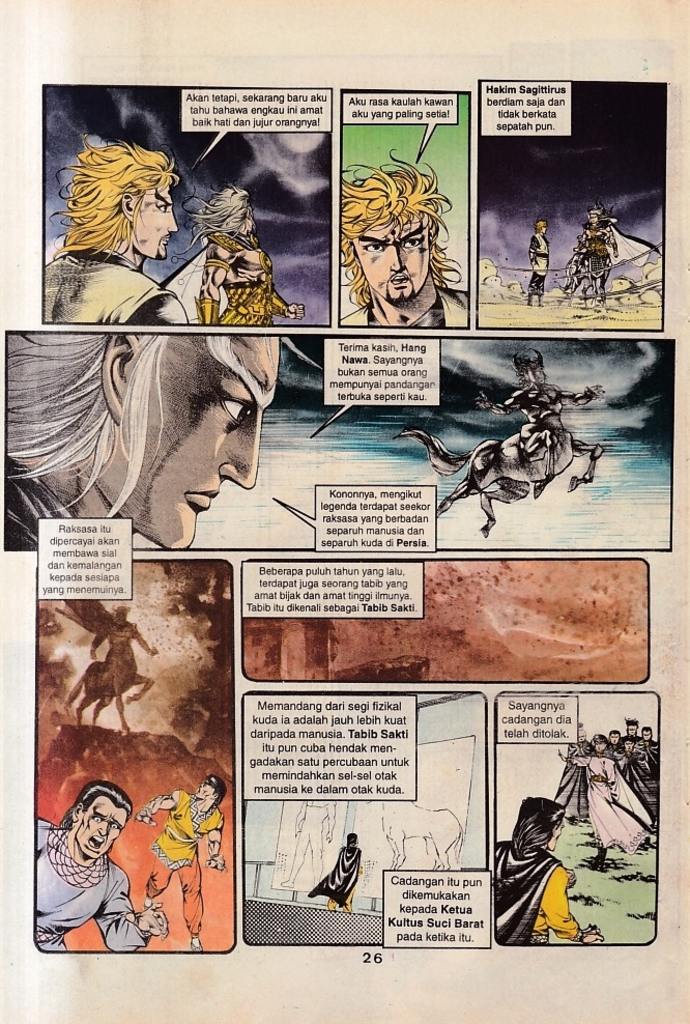 Akan tetapi, sekarang baru aku
tahu bahawa engkau ini amat
baik hati dan jujur orangnya!
Aku rasa kaulah kawan
aku yang paling setia!
Hakim Sagittirus
berdiam saja dan
tidak berkata
sepatah pun.
Terima kasih, Hang
Nawa. Sayangnya
bukan semua orang
mempunyai pandangan
terbuka seperti kau.
Kononnya, mengikut
legenda terdapat seekor
raksasa yang berbadan
separuh manusia dan
separuh kuda di Persia.
Raksasa itu
dipercayai akan
membawa sial
dan kemalangan
kepada sesiapa
yang menemuinya.
Beberapa puluh tahun yang lalu,
terdapat juga seorang tabib yang
amat bijak dan amat tinggi ilmunya.
Tabib itu dikenali sebagai Tabib Sakti.
Memandang dari segi fizikal
kuda ia adalah jauh lebih kuat
daripada manusia. Tabib Sakti
itu pun cuba hendak men-
gadakan satu percubaan untuk
memindahkan sel-sel otak
manusia ke dalam otak kuda.
Cadangan itu pun
dikemukakan
kepada Ketua
Kultus Suci Barat
pada ketika itu.
Sayangnya
cadangan dia
telah ditolak.
26